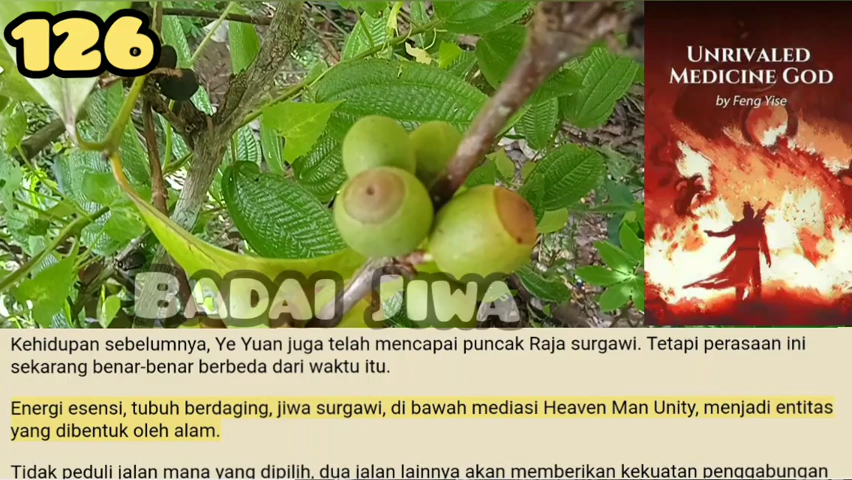 126
UNRIVALED
MEDICINE GOD
by Feng Yise
BADAI JIWA
Kehidupan sebelumnya, Ye Yuan juga telah mencapai puncak Raja surgawi. Tetapi perasaan ini
sekarang benar-benar berbeda dari waktu itu.
Energi esensi, tubuh berdaging, jiwa surgawi, di bawah mediasi Heaven Man Unity, menjadi entitas
yang dibentuk oleh alam.
Tidak peduli jalan mana yang dipilih, dua jalan lainnya akan memberikan kekuatan penggabungan